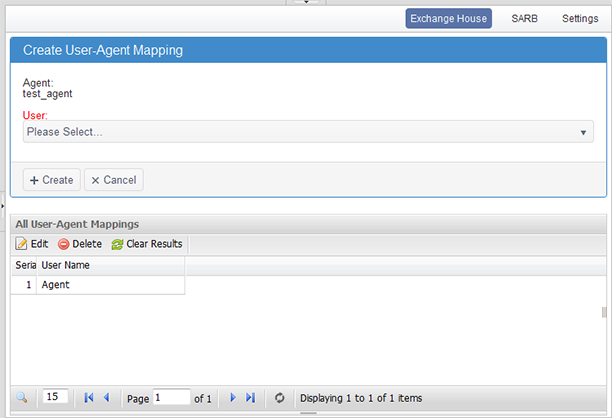 Exchange House SARB Settings
Create User-Agent Mapping
Agent:
test_agent
User:
Please Select...
Create Cancel
All User-Agent Mappings
Edit Delete Clear Results
Seria User Name
1 Agent
15 Page 1 of 1 Displaying 1 to 1 of 1 items